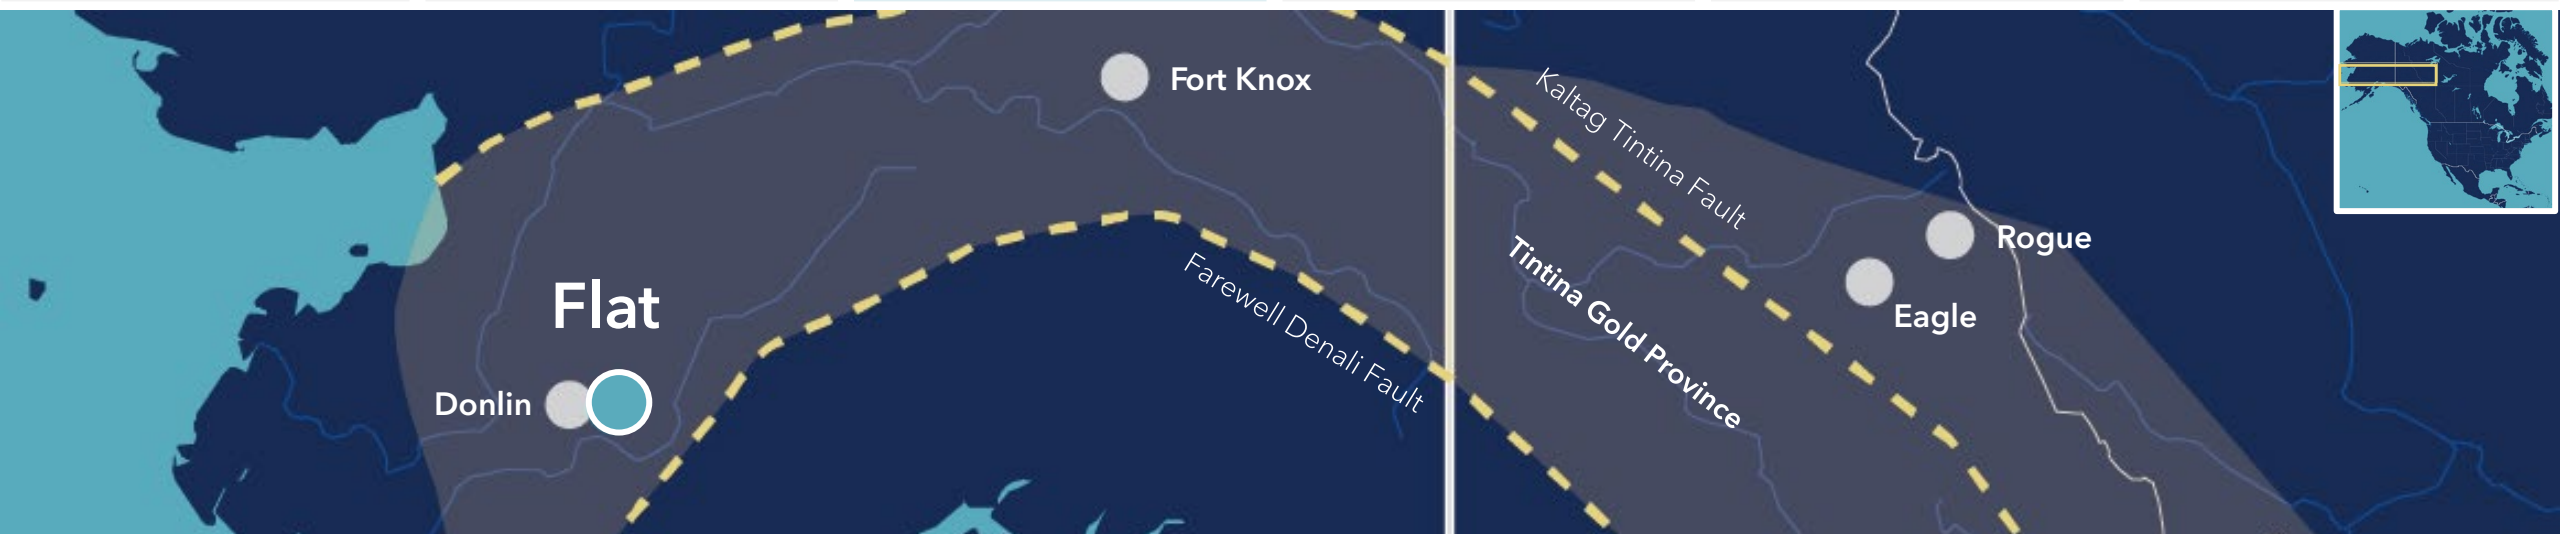 Fort Knox
Kaltag Tintina Fault
Rogue
Farewell Denali Fault
Tintina Gold Province
Flat
Eagle
Donlin